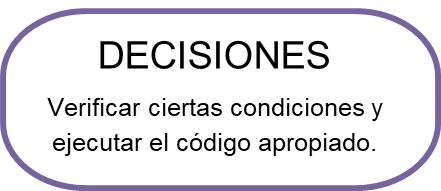 DECISIONES
Verificar ciertas condiciones y
ejecutar el código apropiado.